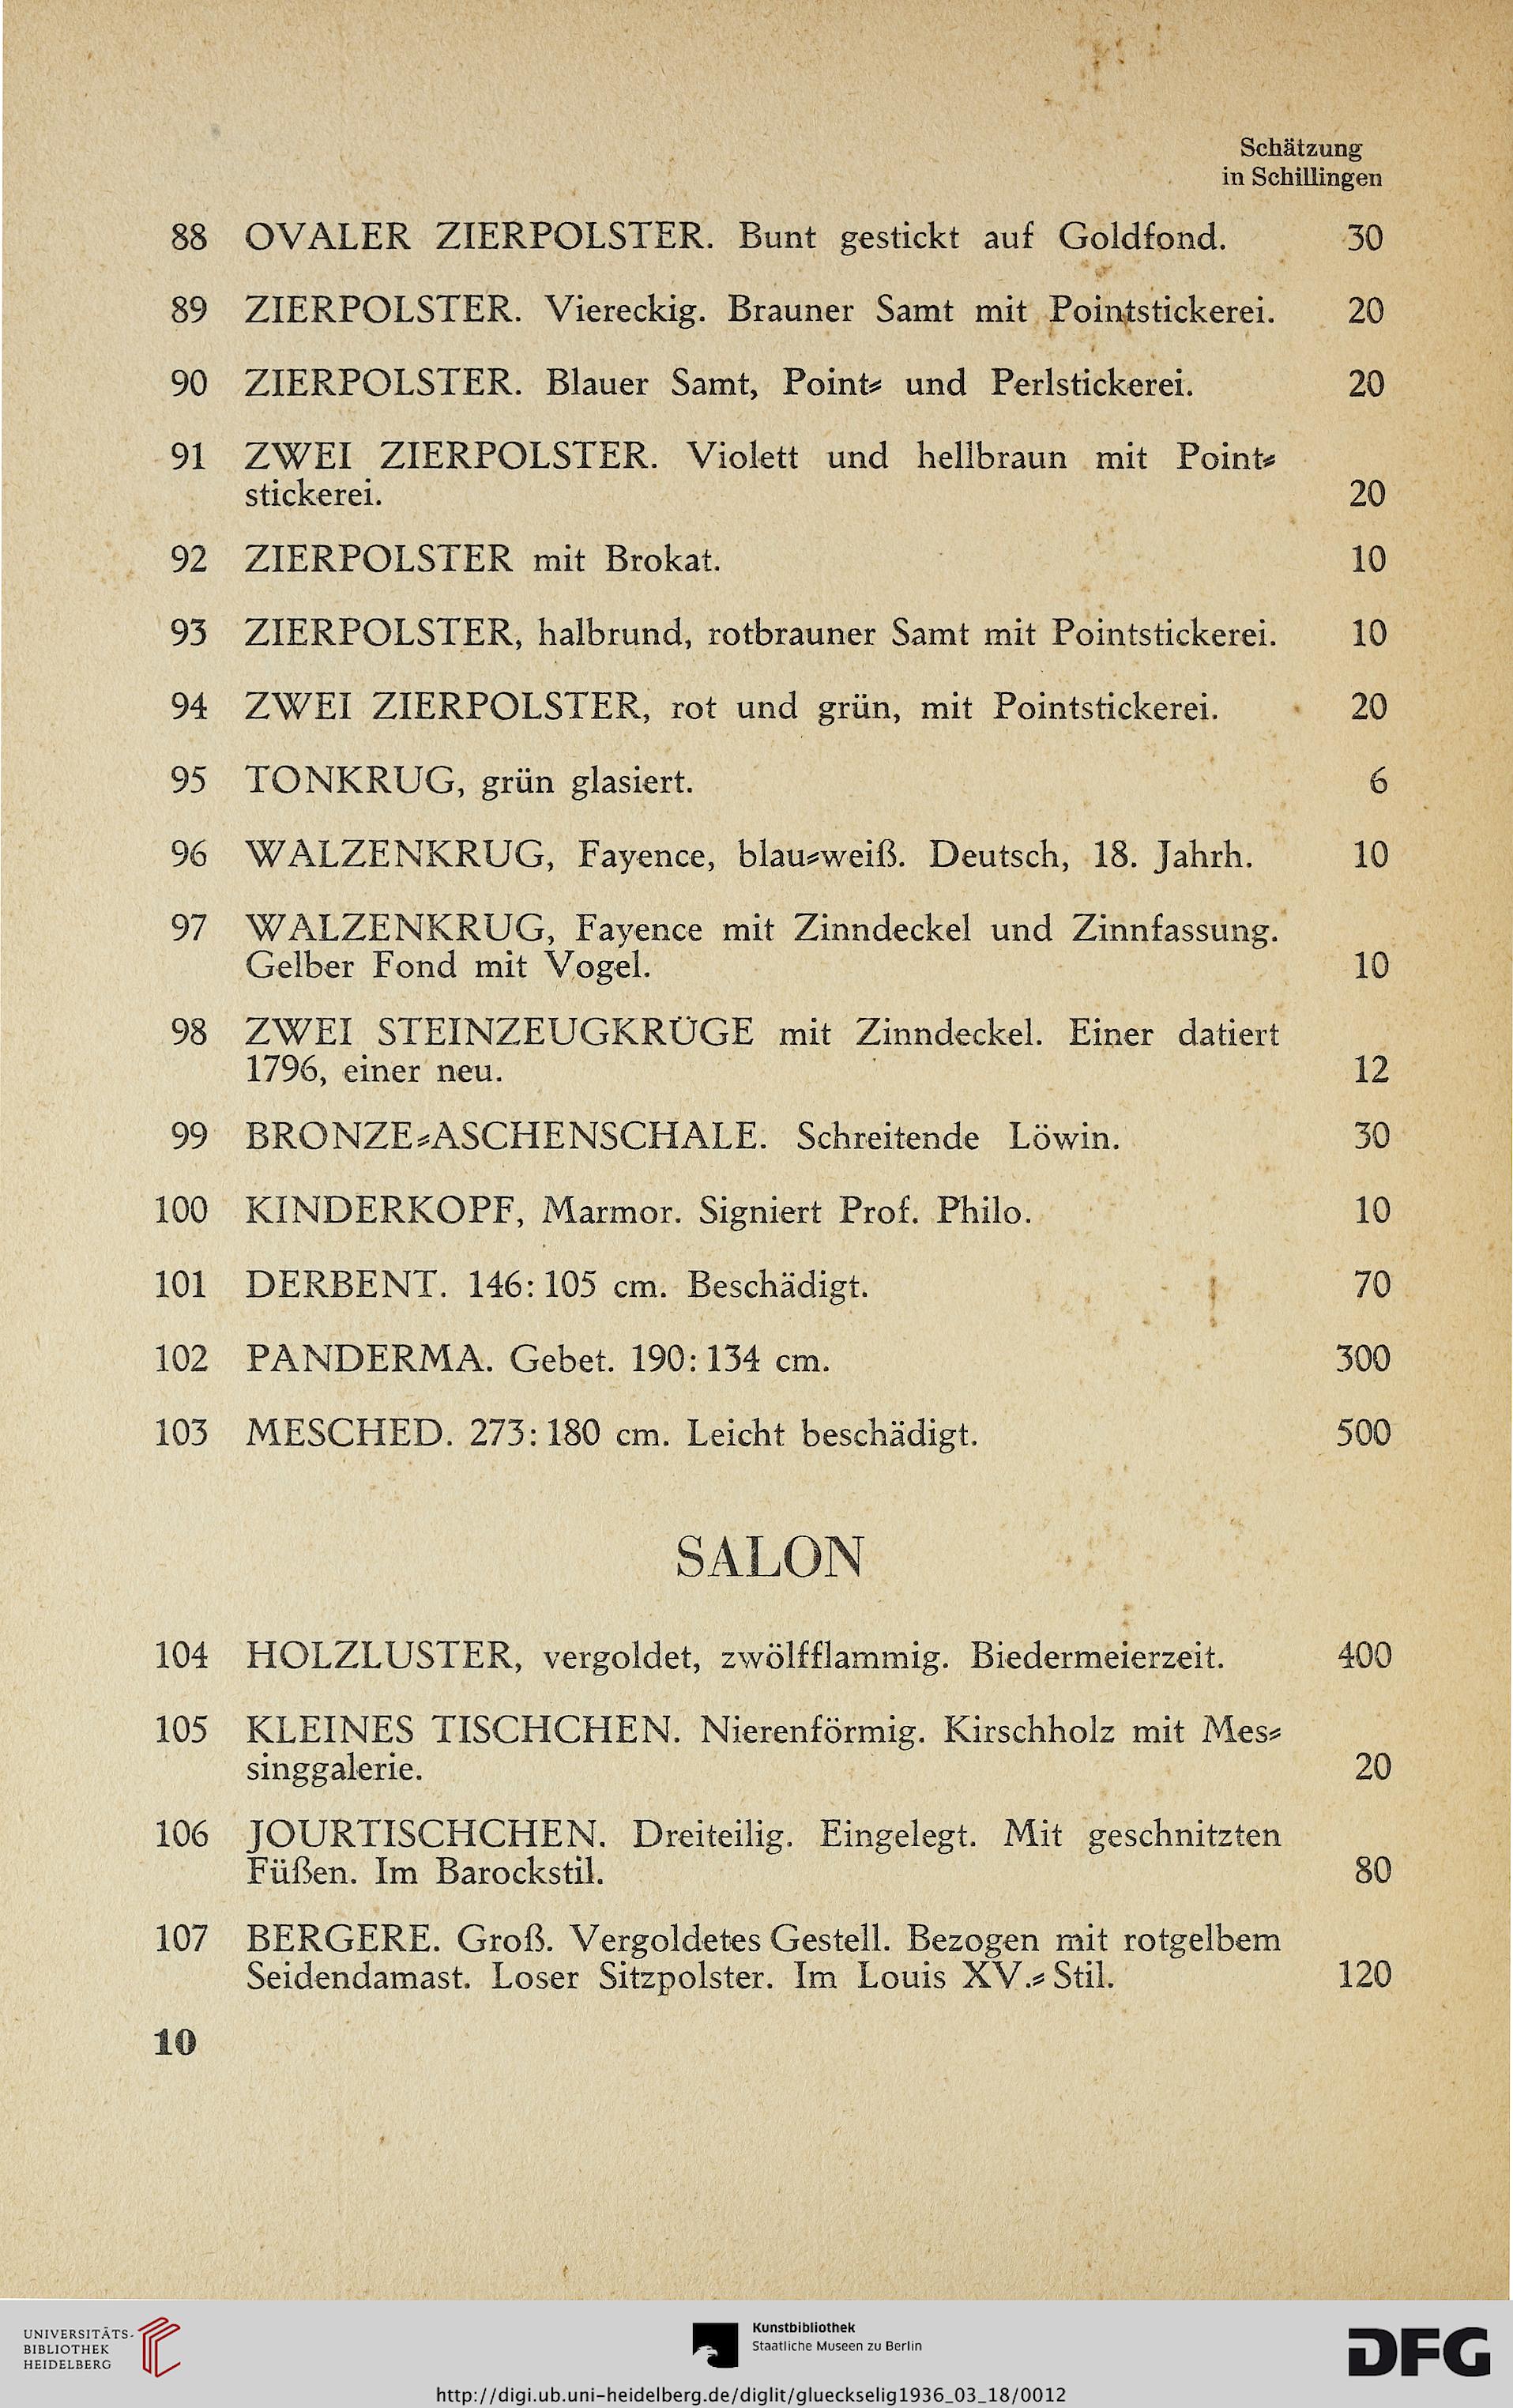 Schätzung
in Schillingen
88 OVALER ZIERPOLSTER. Bunt gestickt auf Goldfond. 30
89 ZIERPOLSTER. Viereckig. Brauner Samt mit Pointstickerei. 20
90 ZIERPOLSTER. Blauer Samt, Point- und Perlstickerei. 20
91 ZWEI ZIERPOLSTER. Violett und hellbraun mit Point-
stickerei. 20
92 ZIERPOLSTER mit Brokat. 10
93 ZIERPOLSTER, halbrund, rotbrauner Samt mit Pointstickerei. 10
94 ZWEI ZIERPOLSTER, rot und grün, mit Pointstickerei. 20
95 TONKRUG, grün glasiert. 6
96 WALZENKRUG, Fayence, blau-weiß. Deutsch, 18. Jahrh. 10
97 WALZENKRUG, Fayence mit Zinndeckel und Zinnfassung.
Gelber Fond mit Vogel. 10
98 ZWEI STEINZEUGKRÜGE mit Zinndeckel. Einer datiert
1796, einer neu. 12
99 BRONZE-ASCHENSCHALE. Schreitende Löwin. 30
100 KINDERKOPF, Marmor. Signiert Prof. Philo. 10
101 DERBENT. 146:105 cm. Beschädigt. 70
102 PANDERMA. Gebet. 190:134 cm. 300
103 MESCHED. 273:180 cm. Leicht beschädigt. 500
SALON
104 HOLZLUSTER, vergoldet, zwölfflammig. Biedermeierzeit. 400
105 KLEINES TISCHCHEN. Nierenförmig. Kirschholz mit Mes-
singgalerie. 20
106 JOURTISCHCHEN. Dreiteilig. Eingelegt. Mit geschnitzten
Füßen. Im Barockstil. 80
107 BERGERE. Groß. Vergoldetes Gestell. Bezogen mit rotgelbem
Seidendamast. Loser Sitzpolster. Im Louis XV.-Stil. 120
10
UNIVERSITÄTS-
BIBLIOTHEK
HEIDELBERG
Kunstbibliothek
Staatliche Museen zu Berlin
DFG
http://digi.ub.uni-heidelberg.de/diglit/glueckselig1936_03_18/0012